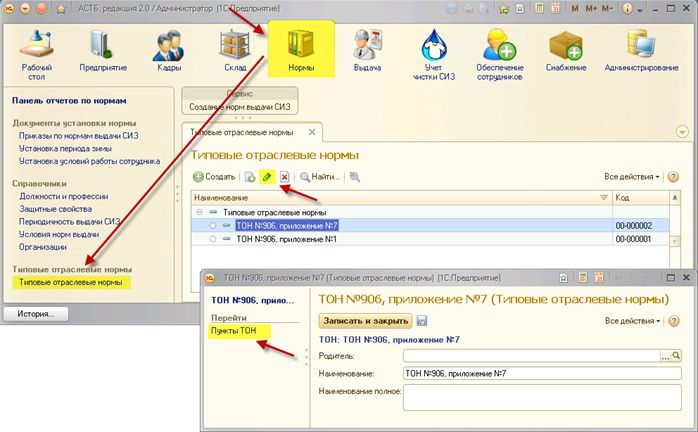 АСТБ, редакция 2.0 / Администратор (1С:Предприятие)
M M+ M-
Рабочий стол
Предприятие
Кадры
Склад
Нормы
Выдача
Учет чистки СИЗ
Обеспечение сотрудников
Снабжение
Администрирование
Панель отчетов по нормам
Документы установки нормы
Приказы по нормам выдачи СИЗ
Установка периода зимы
Установка условий работы сотрудника
Справочники
Должности и профессии
Защитные свойства
Периодичность выдачи СИЗ
Условия норм выдачи
Организации
Типовые отраслевые нормы
Типовые отраслевые нормы
История...
Сервис
Создание норм выдачи СИЗ
Типовые отраслевые нормы
Типовые отраслевые нормы
Создать
Найти...
Все действия
Наименование
Код
Типовые отраслевые нормы
ТОН №906, приложение №7
00-000002
ТОН №906, приложение №1
00-000001
ТОН №906, приложение №7 (Типовые отраслевые нормы) (1С:Предприятие)
M M+ M-
ТОН №906, прило...
Перейти
Пункты ТОН
ТОН №906, приложение №7 (Типовые отраслевые нормы)
Записать и закрыть
Все действия
ТОН: ТОН №906, приложение №7
Родитель:
...
Наименование:
ТОН №906, приложение №7
Наименование полное: